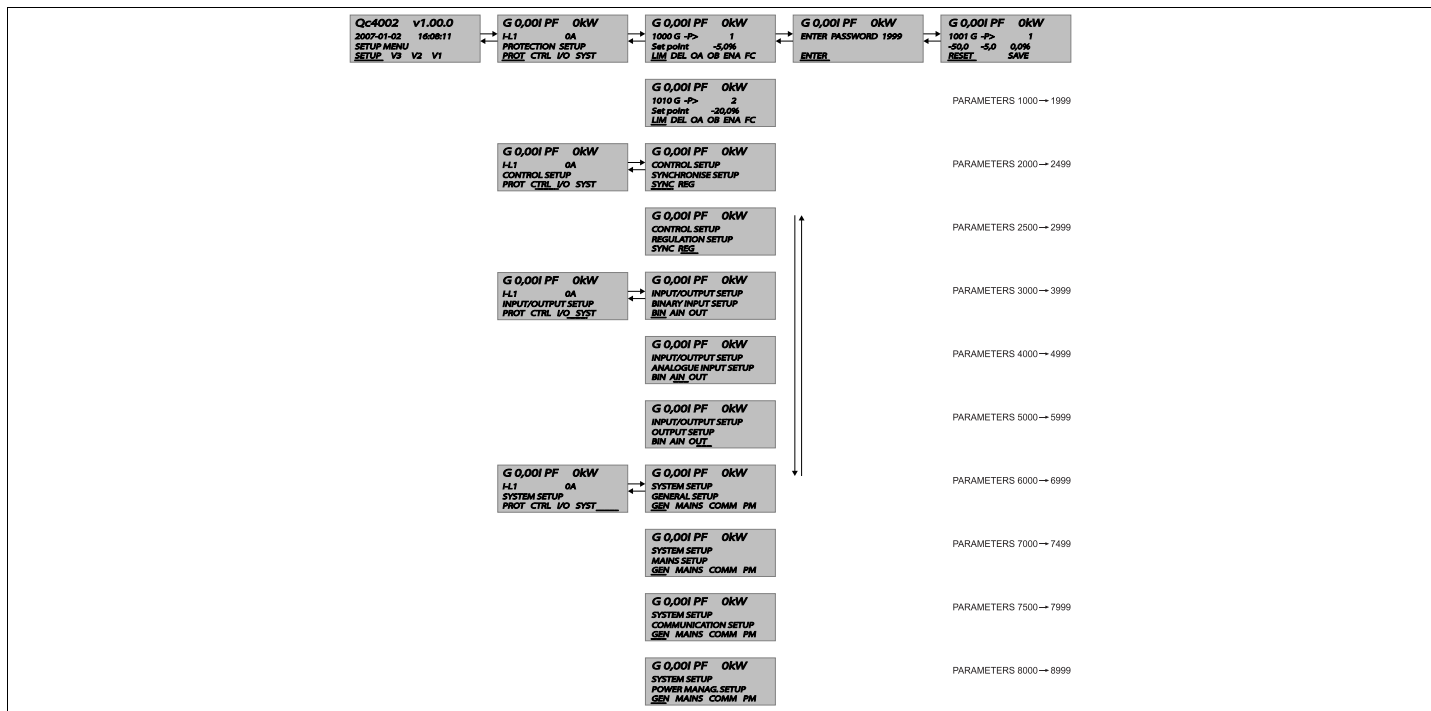 Qc4002 v1.00.0
2007-01-02 16:08:11
SETUP MENU
SETUP V3 V2 V1
G 0,00I PF 0kW
I-L1 0A
PROTECTION SETUP
PROT CTRL I/O SYST
G 0,00I PF 0kW
1000 G -P> 1
Set point -5,0%
LIM DEL OA OB ENA FC
G 0,00I PF 0kW
ENTER PASSWORD 1999
ENTER
G 0,00I PF 0kW
1001 G -P> 1
-50,0 -5,0 0,0%
RESET SAVE
G 0,00I PF 0kW
1010 G -P> 2
Set point -20,0%
LIM DEL OA OB ENA FC
PARAMETERS 1000→1999
G 0,00I PF 0kW
I-L1 0A
CONTROL SETUP
PROT CTRL I/O SYST
G 0,00I PF 0kW
CONTROL SETUP
SYNCHRONISE SETUP
SYNC REG
PARAMETERS 2000→2499
G 0,00I PF 0kW
CONTROL SETUP
REGULATION SETUP
SYNC REG
PARAMETERS 2500→2999
G 0,00I PF 0kW
I-L1 0A
INPUT/OUTPUT SETUP
PROT CTRL I/O SYST
G 0,00I PF 0kW
INPUT/OUTPUT SETUP
BINARY INPUT SETUP
BIN AIN OUT
PARAMETERS 3000→3999
G 0,00I PF 0kW
INPUT/OUTPUT SETUP
ANALOGUE INPUT SETUP
BIN AIN OUT
PARAMETERS 4000→4999
G 0,00I PF 0kW
INPUT/OUTPUT SETUP
OUTPUT SETUP
BIN AIN OUT
PARAMETERS 5000→5999
G 0,00I PF 0kW
I-L1 0A
SYSTEM SETUP
PROT CTRL I/O SYST
G 0,00I PF 0kW
SYSTEM SETUP
GENERAL SETUP
GEN MAINS COMM PM
PARAMETERS 6000→6999
G 0,00I PF 0kW
SYSTEM SETUP
MAINS SETUP
GEN MAINS COMM PM
PARAMETERS 7000→7499
G 0,00I PF 0kW
SYSTEM SETUP
COMMUNICATION SETUP
GEN MAINS COMM PM
PARAMETERS 7500→7999
G 0,00I PF 0kW
SYSTEM SETUP
POWER MANAG. SETUP
GEN MAINS COMM PM
PARAMETERS 8000→8999